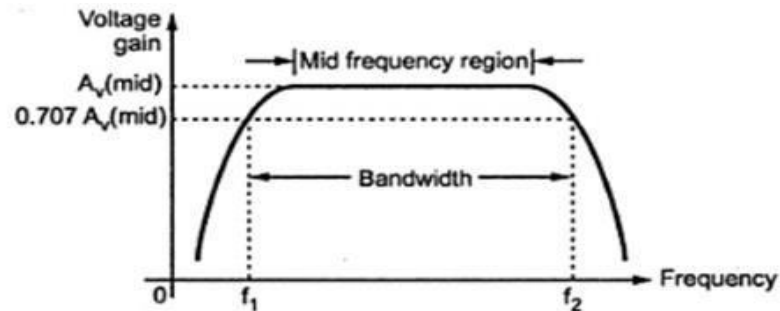 Voltage
gain
Mid frequency region
Av(mid)
0.707 Av(mid)
Bandwidth
0
f1
f2
Frequency